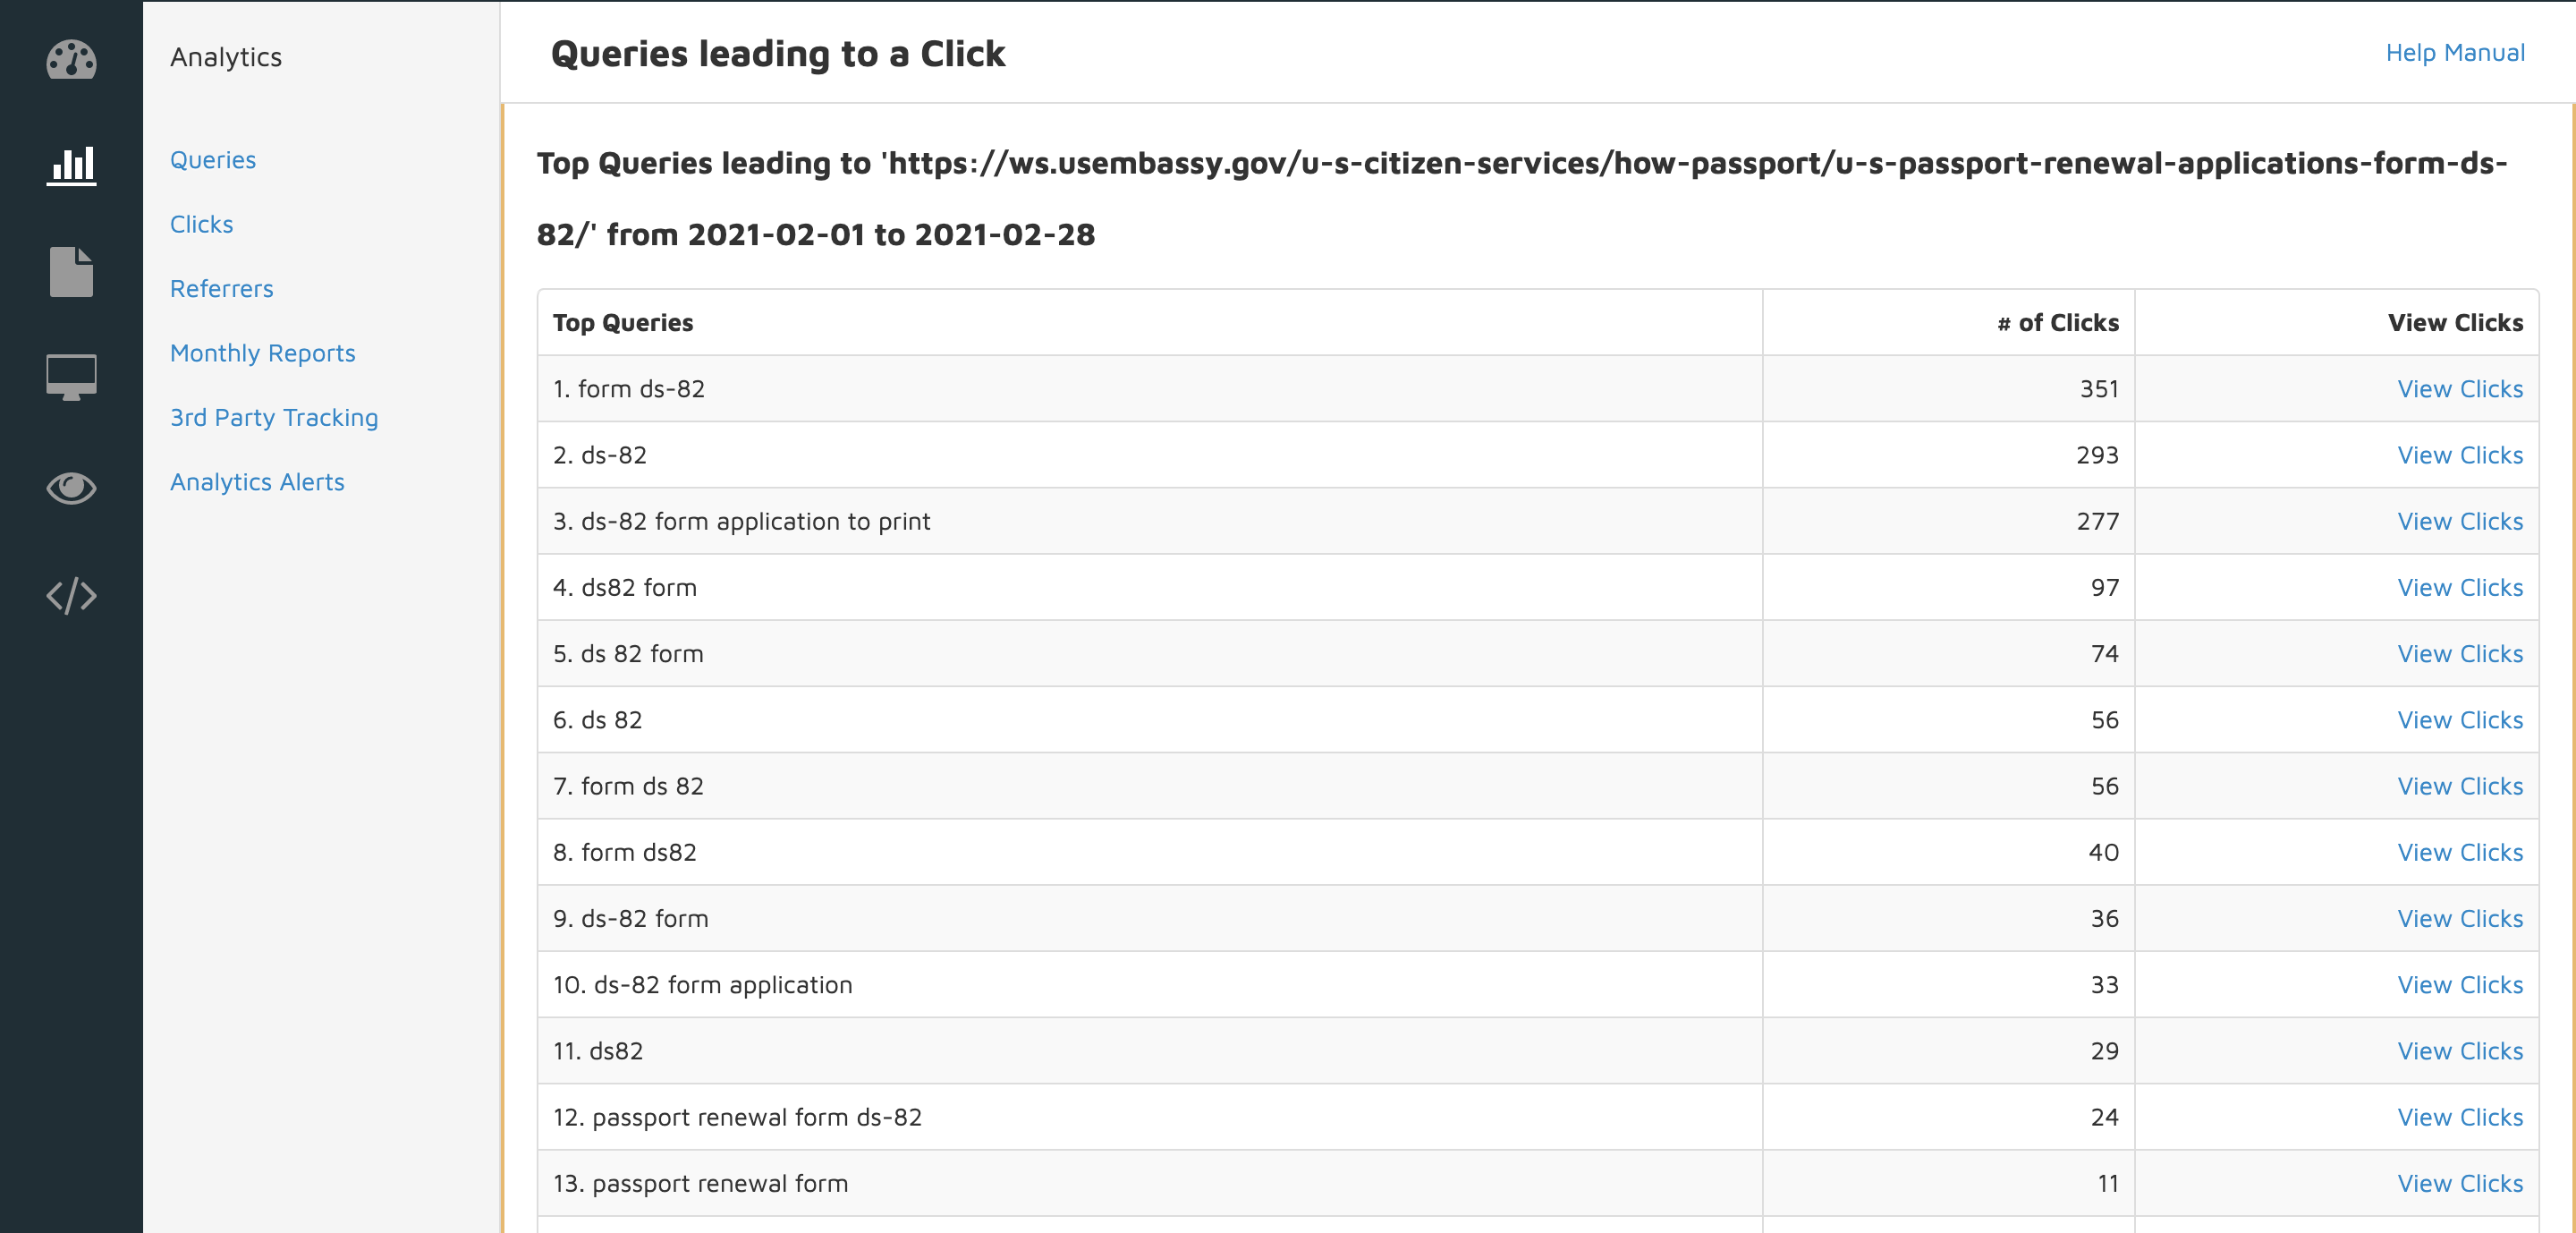 Analytics
Queries
Clicks
Referrers
Monthly Reports
3rd Party Tracking
Analytics Alerts
Queries leading to a Click
Help Manual
Top Queries leading to 'https://ws.usembassy.gov/u-s-citizen-services/how-passport/u-s-passport-renewal-applications-form-ds-
82/' from 2021-02-01 to 2021-02-28
Top Queries # of Clicks View Clicks
1. form ds-82 351 View Clicks
2. ds-82 293 View Clicks
3. ds-82 form application to print 277 View Clicks
4. ds82 form 97 View Clicks
5. ds 82 form 74 View Clicks
6. ds 82 56 View Clicks
7. form ds 82 56 View Clicks
8. form ds82 40 View Clicks
9. ds-82 form 36 View Clicks
10. ds-82 form application 33 View Clicks
11. ds82 29 View Clicks
12. passport renewal form ds-82 24 View Clicks
13. passport renewal form 11 View Clicks